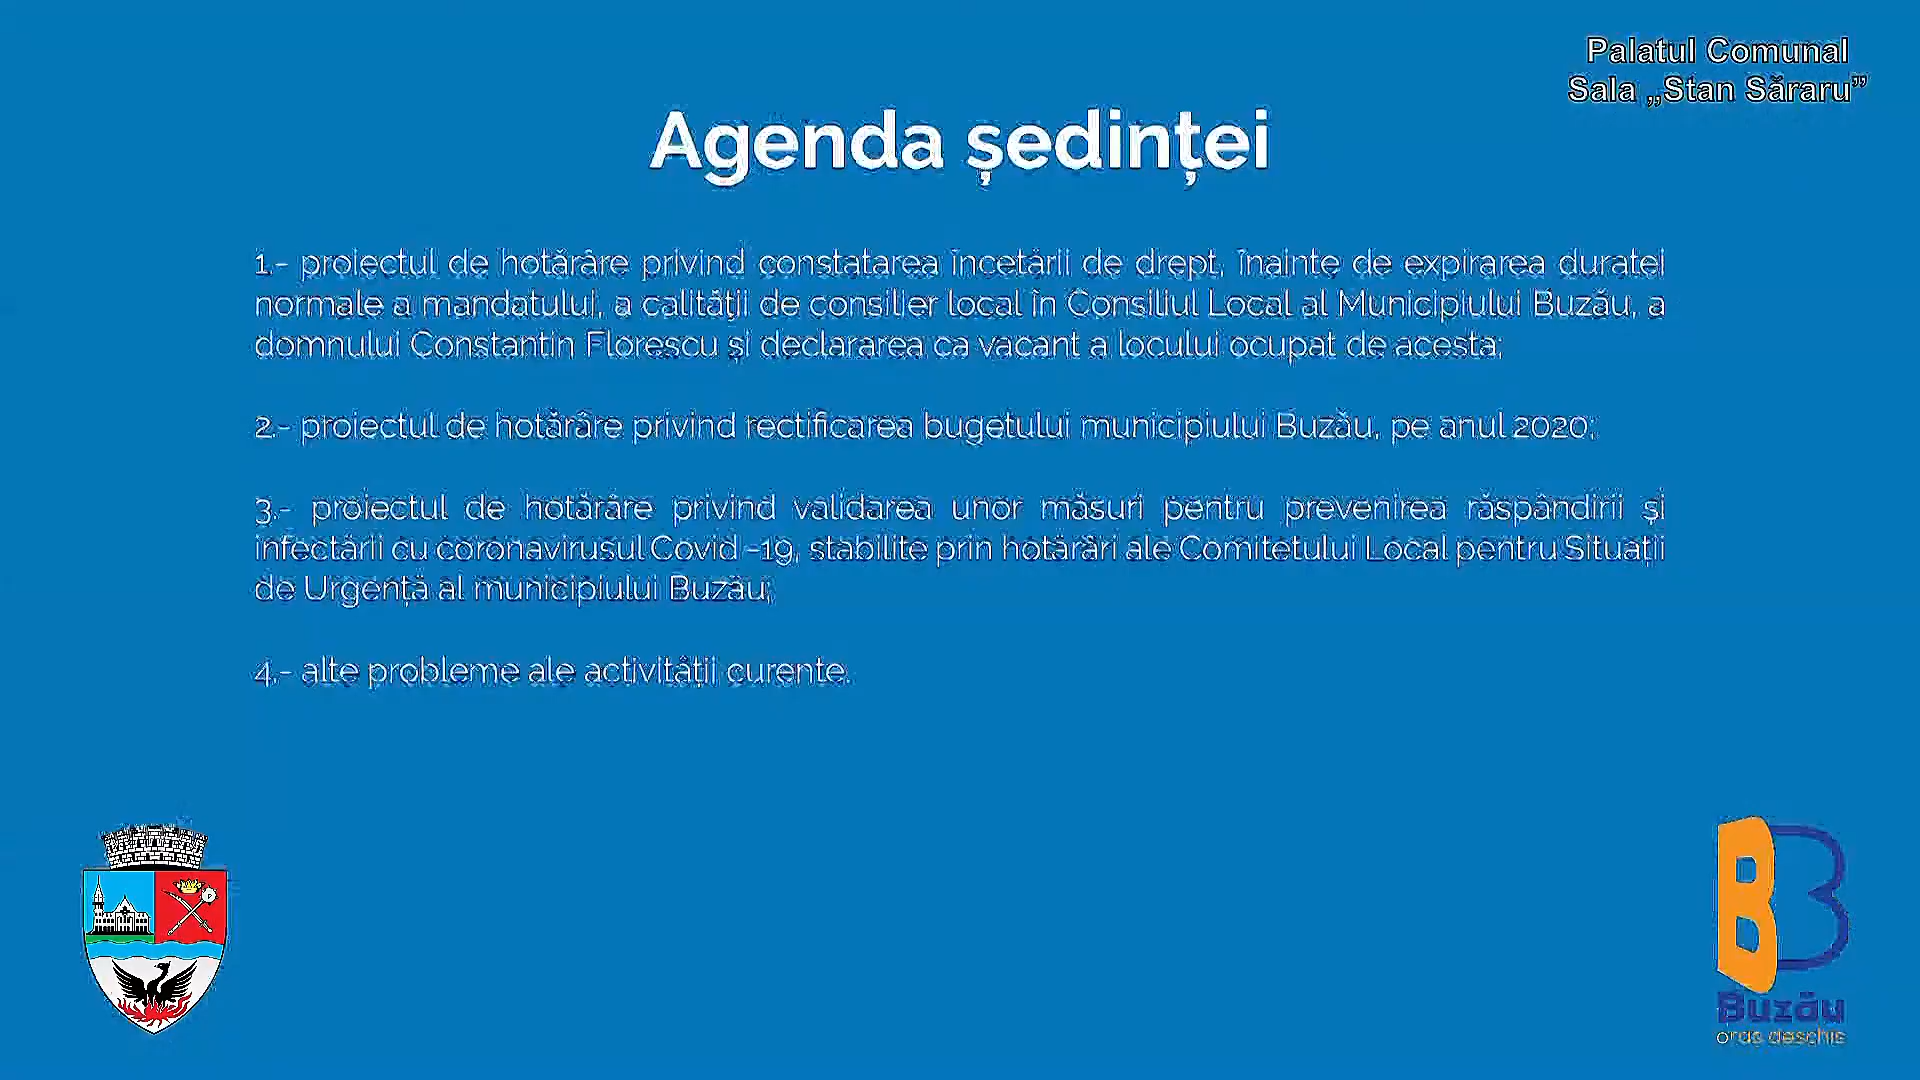 Palatul Comunal
Sala „Stan Săraru”
Agenda ședinței
1.- proiectul de hotărâre privind constatarea încetării de drept, înainte de expirarea duratei
normale a mandatului, a calității de consilier local în Consiliul Local al Municipiului Buzău, a
domnului Constantin Florescu și declararea ca vacant a locului ocupat de acesta;
2.- proiectul de hotărâre privind rectificarea bugetului municipiului Buzău, pe anul 2020;
3.- proiectul de hotărâre privind validarea unor măsuri pentru prevenirea răspândirii și
infectării cu coronavirusul Covid -19, stabilite prin hotărâri ale Comitetului Local pentru Situații
de Urgență al municipiului Buzău;
4.- alte probleme ale activității curente.
B
Buzău
oraș deschis